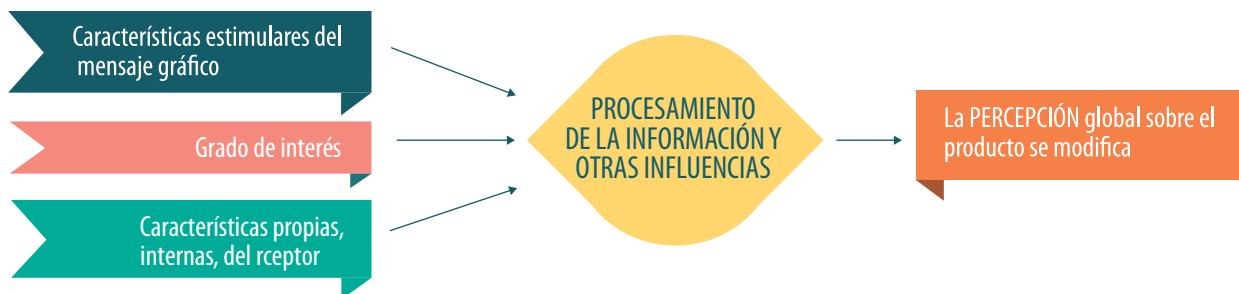 Características estimulares del
mensaje gráfico
Grado de interés
Características propias,
internas, del rceptor
PROCESAMIENTO
DE LA INFORMACIÓN Y
OTRAS INFLUENCIAS
La PERCEPCIÓN global sobre el
producto se modifica